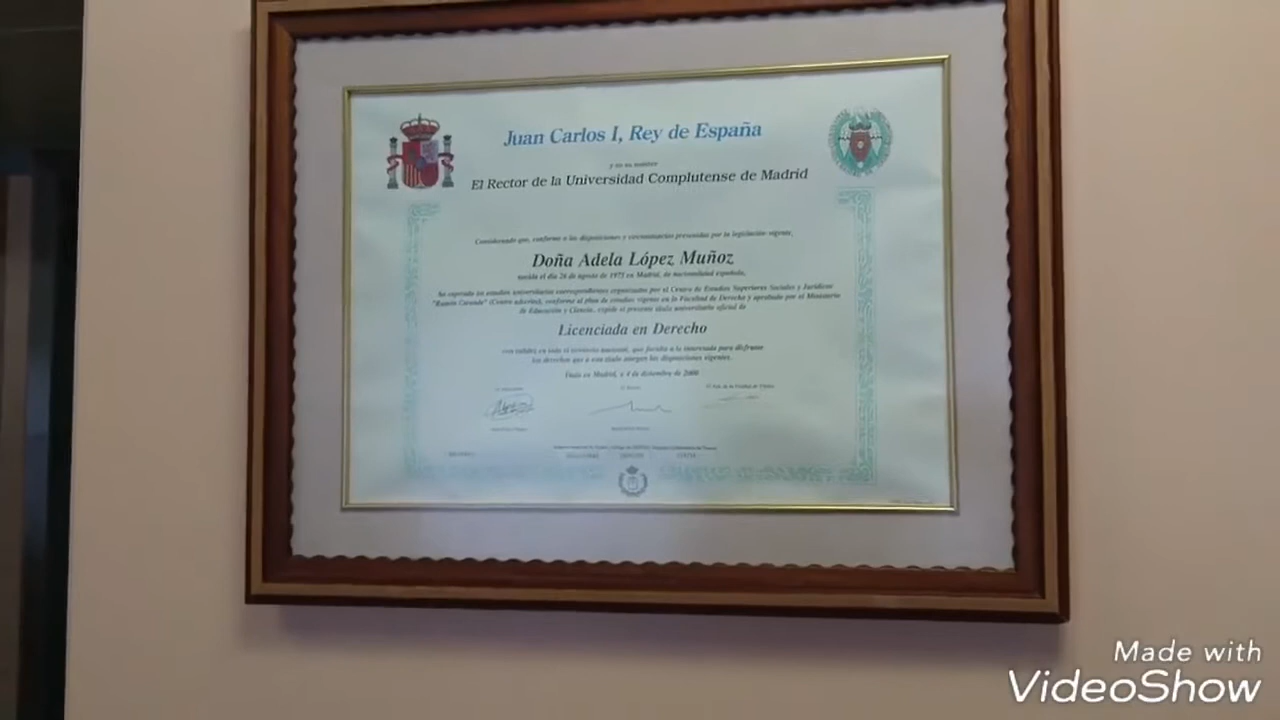 Juan Carlos I, Rey de España
y en su nombre
El Rector de la Universidad Complutense de Madrid
Considerando que, conforme a las disposiciones y circunstancias prevenidas por la legislación vigente,
Doña Adela López Muñoz
nacida el día 26 de agosto de 1975 en Madrid, de nacionalidad española,
ha superado los estudios universitarios correspondientes organizados por el Centro de Estudios Superiores Sociales y Jurídicos
"Ramón Carande" (Centro adscrito), conforme al plan de estudios vigente en la Facultad de Derecho y aprobado por el Ministerio
de Educación y Ciencia, expide el presente título universitario oficial de
Licenciada en Derecho
con validez en todo el territorio nacional, que faculta a la interesada para disfrutar
los derechos que a este título otorgan las disposiciones vigentes.
Dado en Madrid, a 4 de diciembre de 2000
La interesada
El Rector
Made with
VideoShow